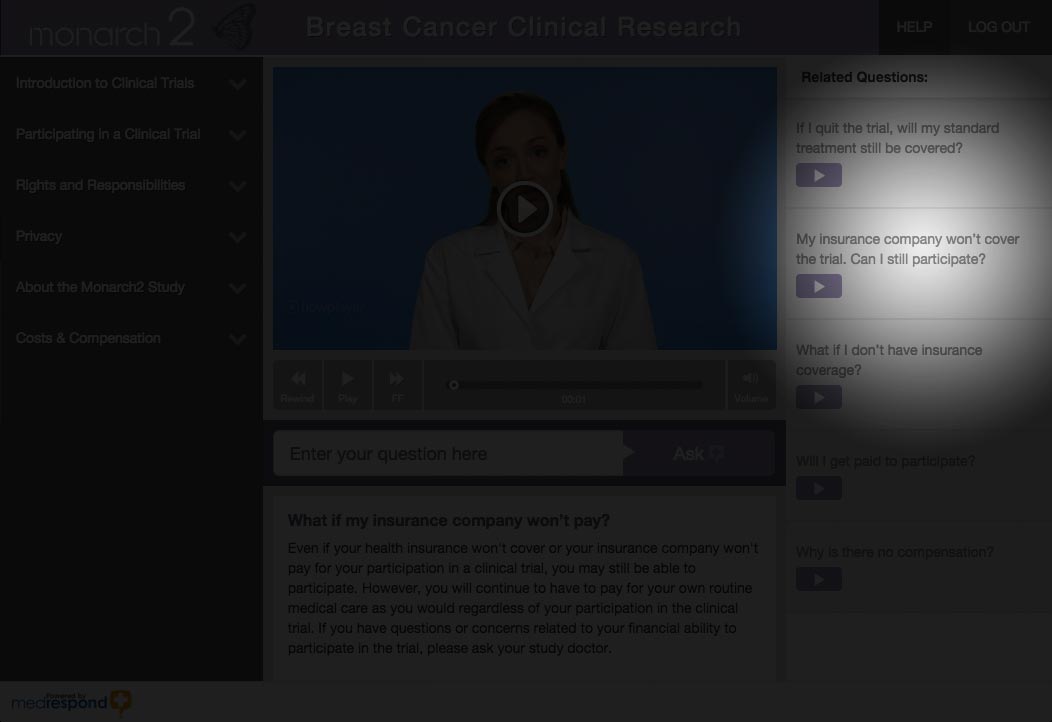 monarch 2
Breast Cancer Clinical Research
HELP
LOG OUT
Introduction to Clinical Trials
Participating in a Clinical Trial
Rights and Responsibilities
Privacy
About the Monarch2 Study
Costs & Compensation
flowplayer
Rewind
Play
FF
00:01
Volume
Enter your question here
Ask
What if my insurance company won't pay?
Even if your health insurance won't cover or your insurance company won't
pay for your participation in a clinical trial, you may still be able to
participate. However, you will continue to have to pay for your own routine
medical care as you would regardless of your participation in the clinical
trial. If you have questions or concerns related to your financial ability to
participate in the trial, please ask your study doctor.
Related Questions:
If I quit the trial, will my standard
treatment still be covered?
My insurance company won't cover
the trial. Can I still participate?
What if I don't have insurance
coverage?
Will I get paid to participate?
Why is there no compensation?
Powered by
medrespond